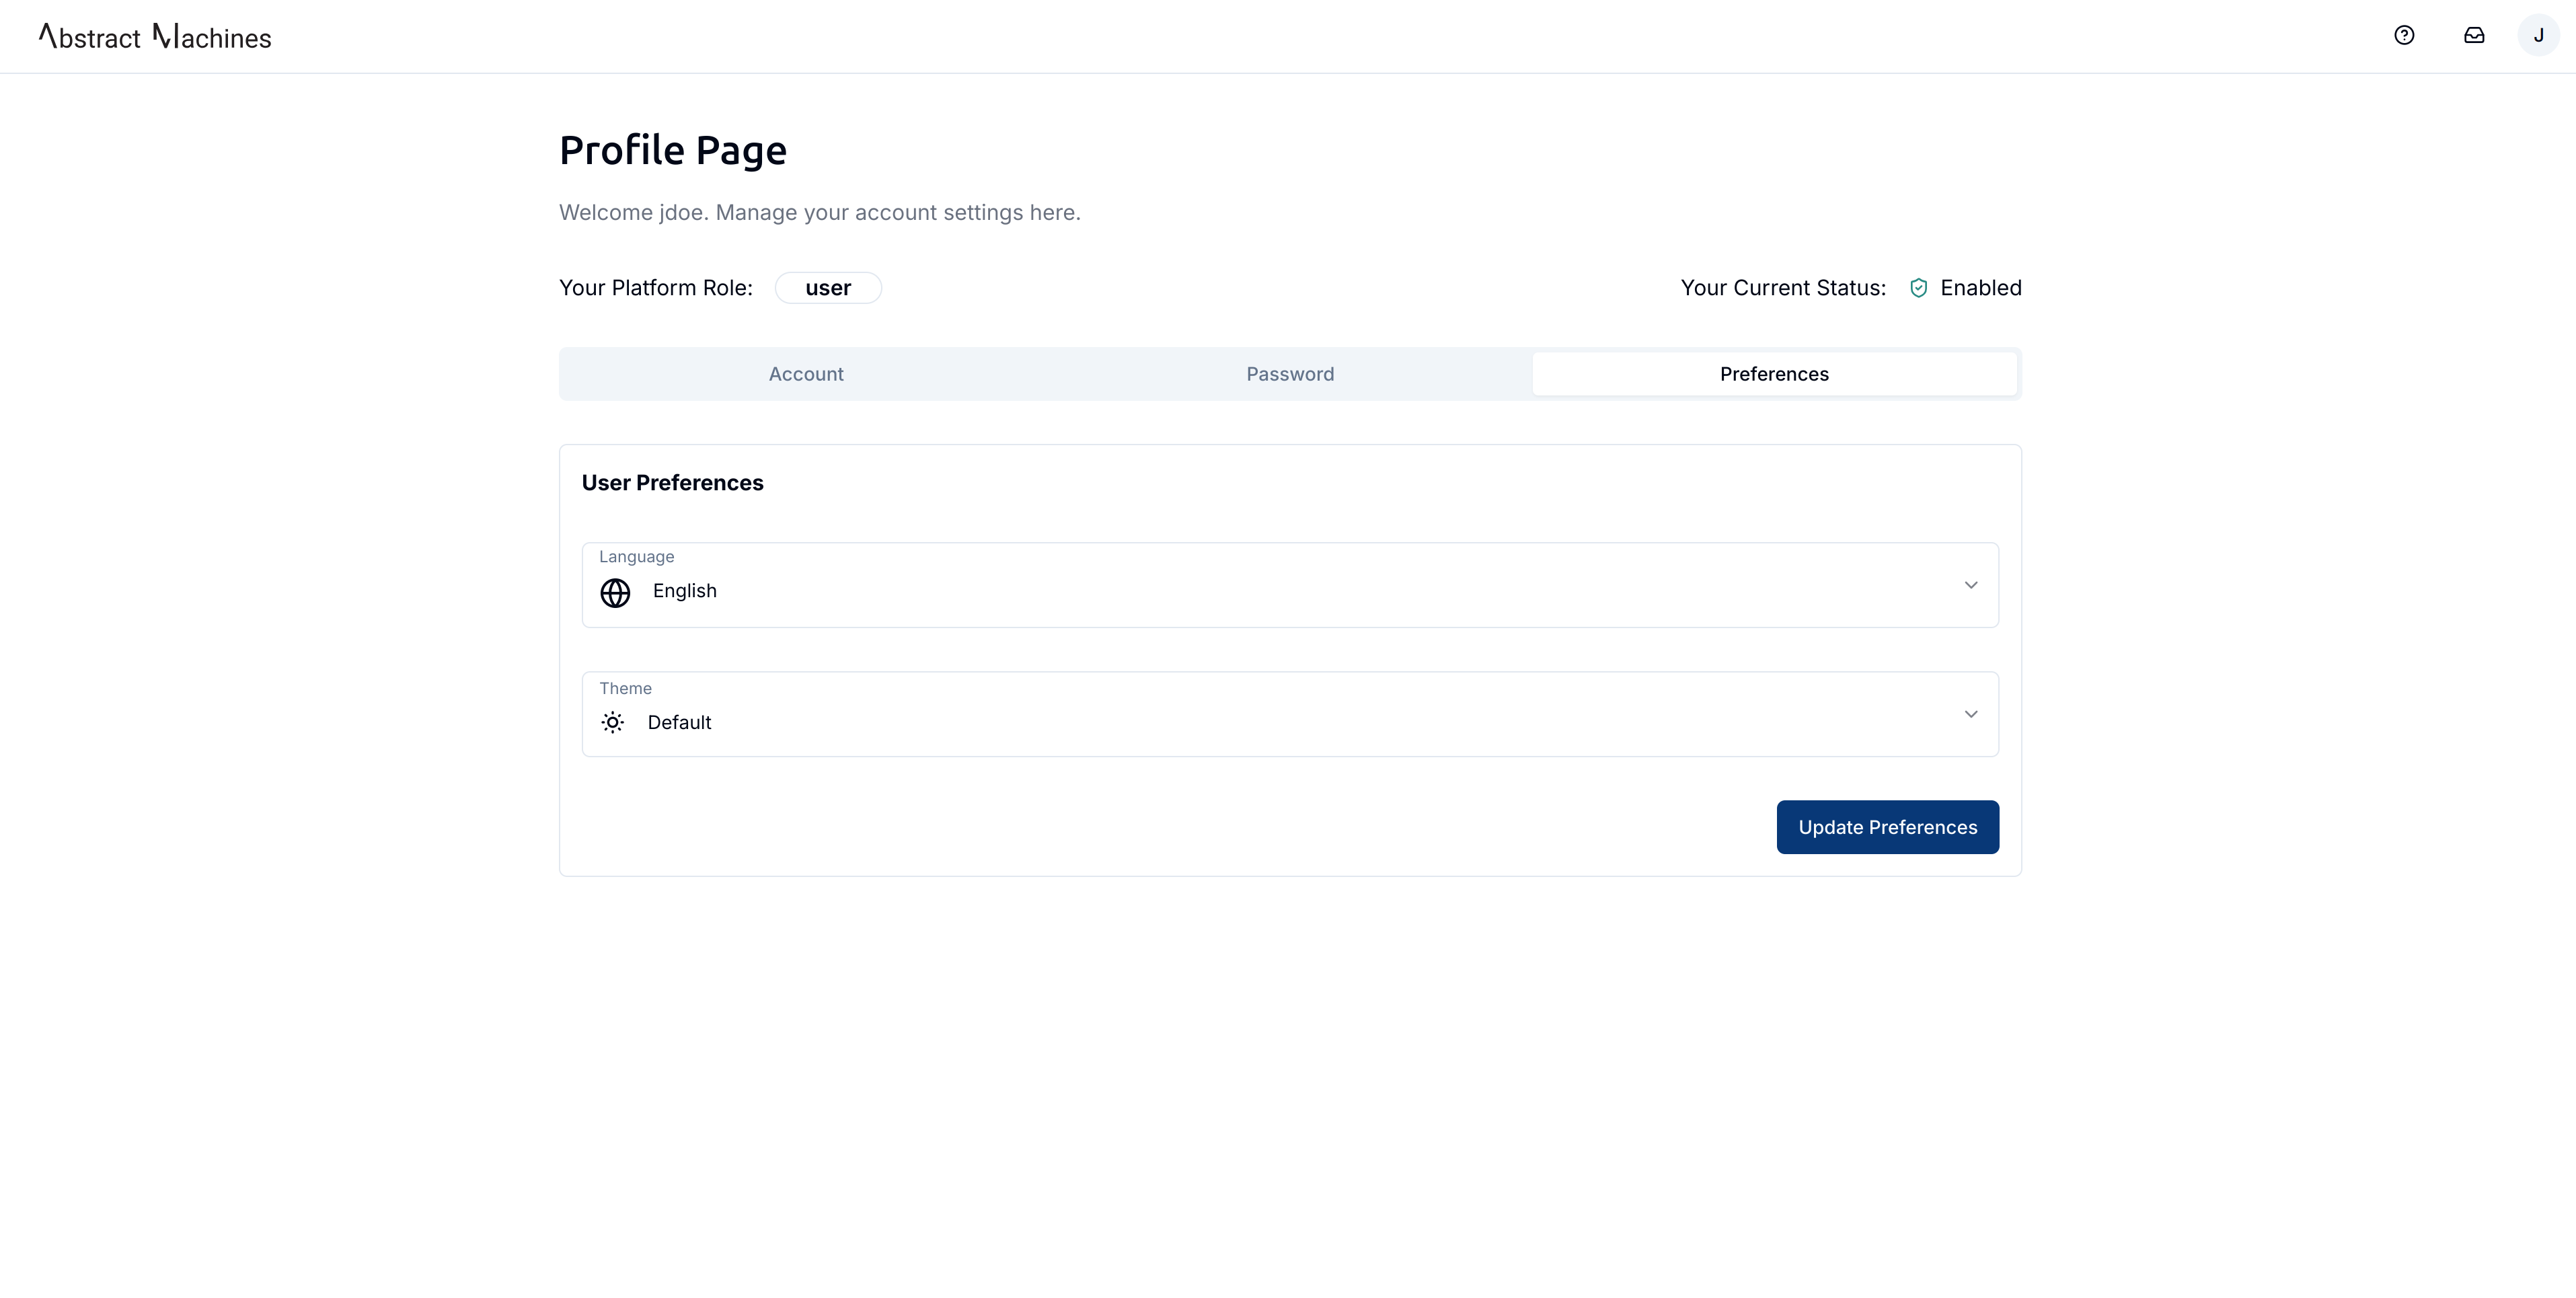 Abstract Machines
J
Profile Page
Welcome jdoe. Manage your account settings here.
Your Platform Role: user
Your Current Status: Enabled
Account Password Preferences
User Preferences
Language
English
Theme
Default
Update Preferences